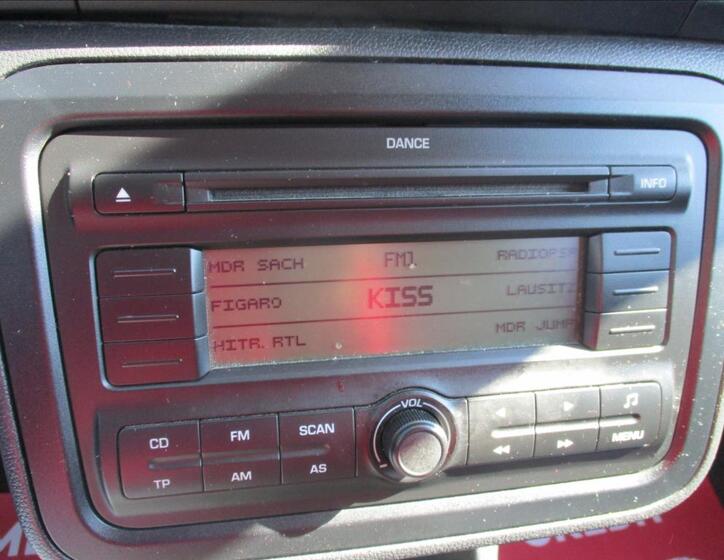 DANCE
INFO
MDR SACH FM1 RADIOPSR
FIGARO KISS LAUSITZ
HITR. RTL MDR JUMP
VOL
CD FM SCAN
TP AM AS
MENU